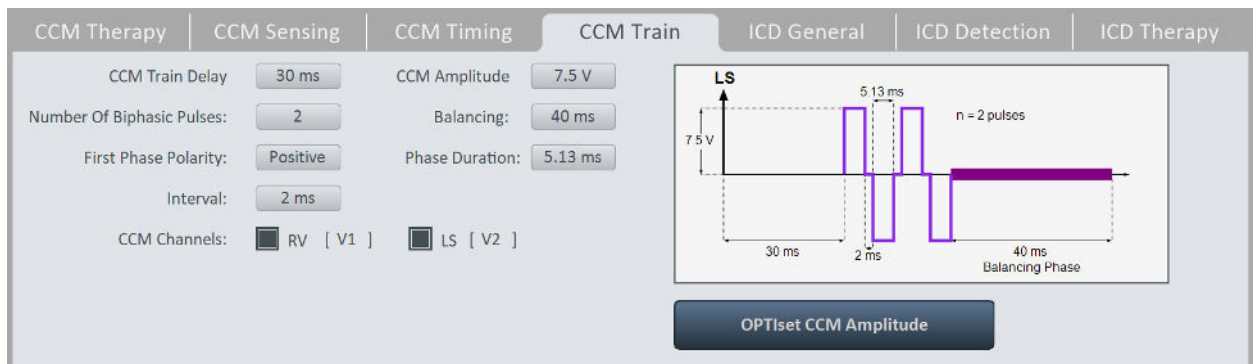 CCM Therapy CCM Sensing CCM Timing CCM Train ICD General ICD Detection ICD Therapy
CCM Train Delay 30 ms CCM Amplitude 7.5 V
Number Of Biphasic Pulses: 2 Balancing: 40 ms
First Phase Polarity: Positive Phase Duration: 5.13 ms
Interval: 2 ms
CCM Channels: RV [ V1 ] LS [ V2 ]
LS
5.13 ms
n = 2 pulses
7.5 V
30 ms 2 ms 40 ms
Balancing Phase
OPTIset CCM Amplitude